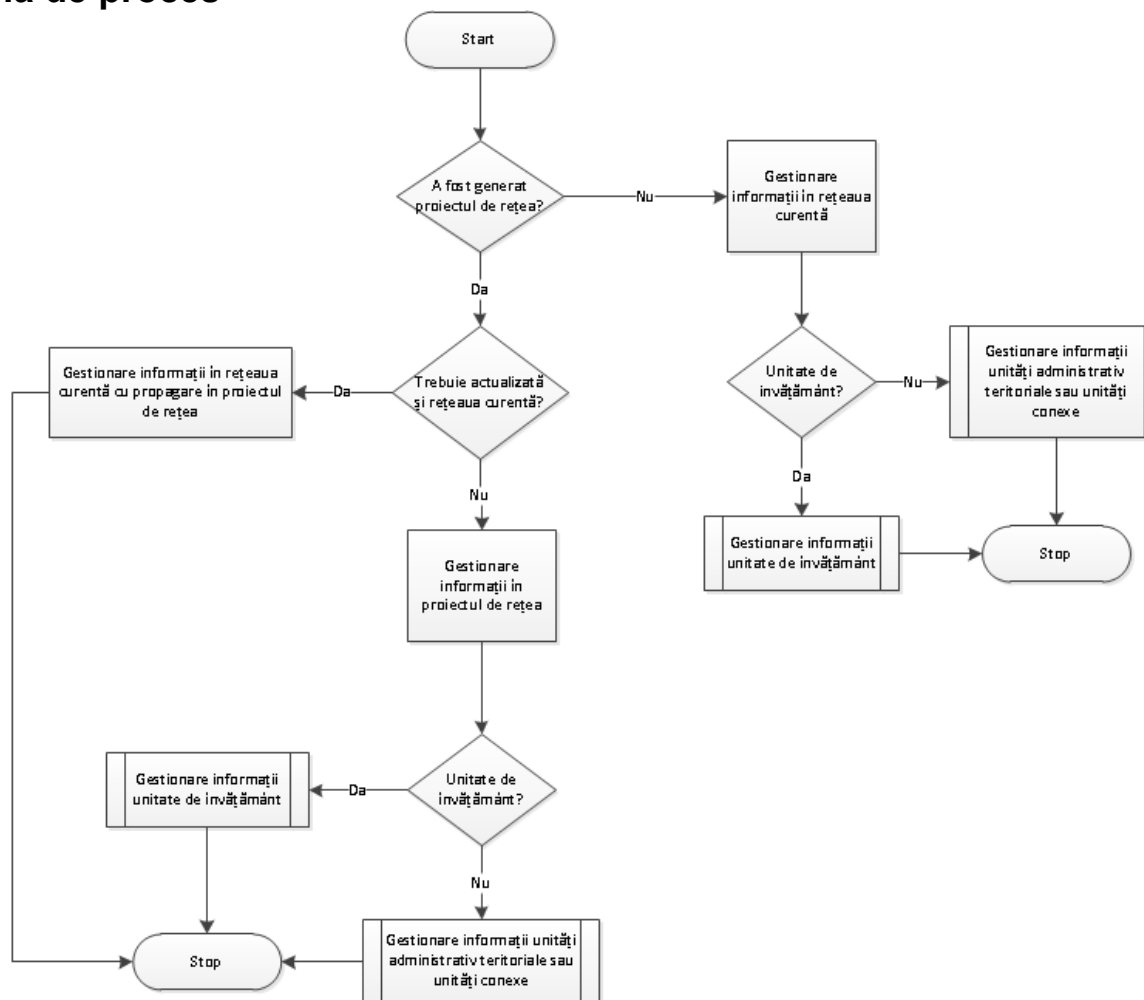 de proces
Start
A fost generat
proiectul de rețea?
Nu
Gestionare
informații în rețeaua
curentă
Da
Trebuie actualizată
și rețeaua curentă?
Da
Gestionare informații în rețeaua
curentă cu propagare în proiectul
de rețea
Unitate de
învățământ?
Nu
Gestionare informații
unități administrativ
teritoriale sau unități
conexe
Da
Gestionare informații
unitate de învățământ
Stop
Nu
Gestionare
informații în
proiectul de rețea
Unitate de
învățământ?
Da
Gestionare informații
unitate de învățământ
Nu
Gestionare informații unități
administrativ teritoriale sau
unități conexe
Stop